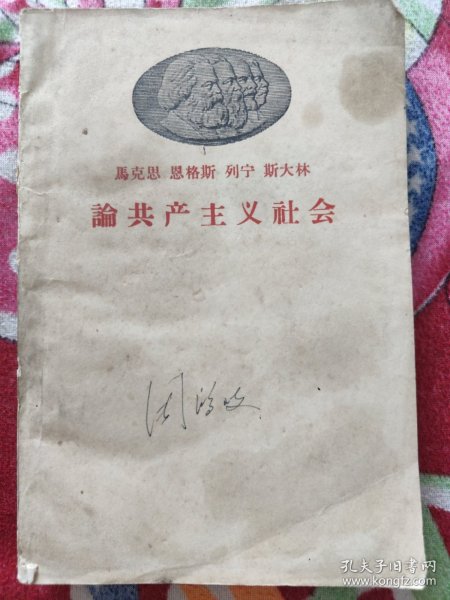 馬克思 恩格斯 列宁 斯大林
論共产主义社会
孔夫子旧书网
www.kongfz.com